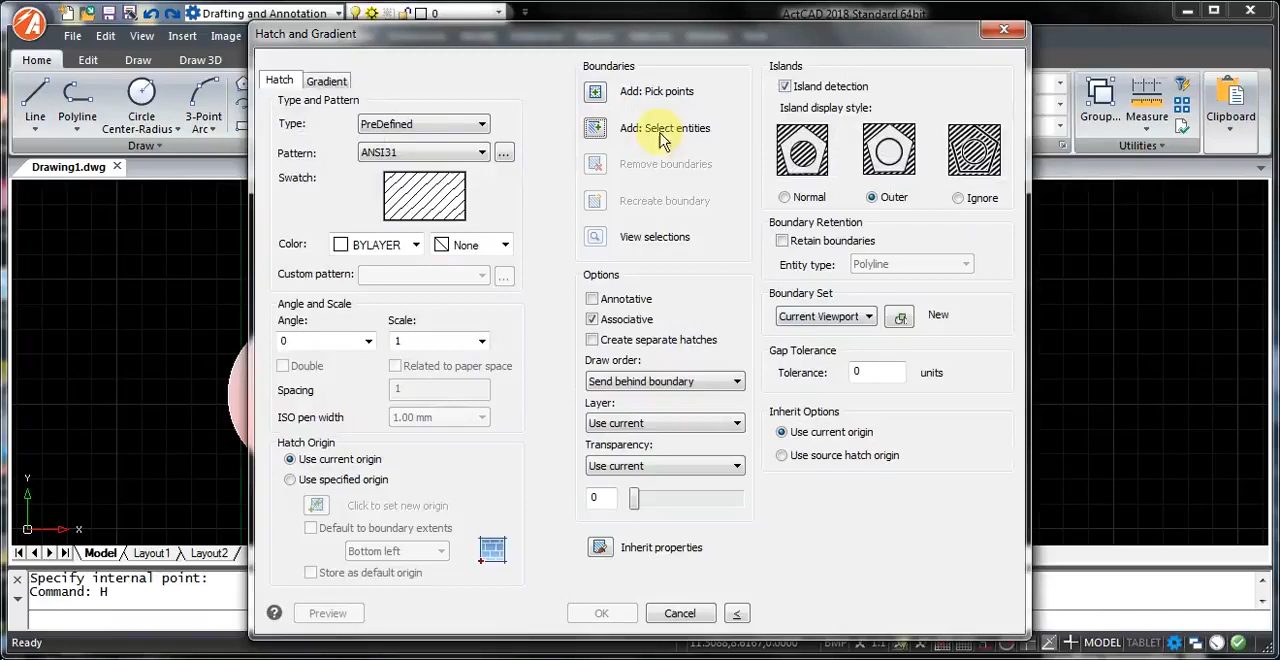 Drafting and Annotation
0
ActCAD 2018 Standard 64bit
File Edit View Insert Image
Home Edit Draw Draw 3D
Line
Polyline
Circle
Center-Radius
3-Point
Arc
Draw
Group...
Measure
Clipboard
Utilities
Drawing1.dwg
Hatch and Gradient
Hatch
Gradient
Type and Pattern
Type: PreDefined
Pattern: ANSI31
...
Swatch:
Color: BYLAYER None
Custom pattern:
...
Angle and Scale
Angle: Scale:
0 1
Double Related to paper space
Spacing 1
ISO pen width 1.00 mm
Hatch Origin
Use current origin
Use specified origin
Click to set new origin
Default to boundary extents
Bottom left
Store as default origin
? Preview
Boundaries
Add: Pick points
Add: Select entities
Remove boundaries
Recreate boundary
View selections
Options
Annotative
Associative
Create separate hatches
Draw order:
Send behind boundary
Layer:
Use current
Transparency:
Use current
0
Inherit properties
OK Cancel <
Islands
Island detection
Island display style:
Normal Outer Ignore
Boundary Retention
Retain boundaries
Entity type: Polyline
Boundary Set
Current Viewport New
Gap Tolerance
Tolerance: 0 units
Inherit Options
Use current origin
Use source hatch origin
Y
X
Model Layout1 Layout2
Specify internal point:
Command: H
Ready
MODEL TABLET